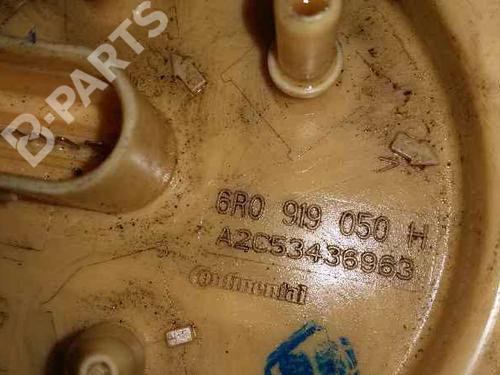 B-PARTS
6R0 919 050 H
A2C53436963
Continental